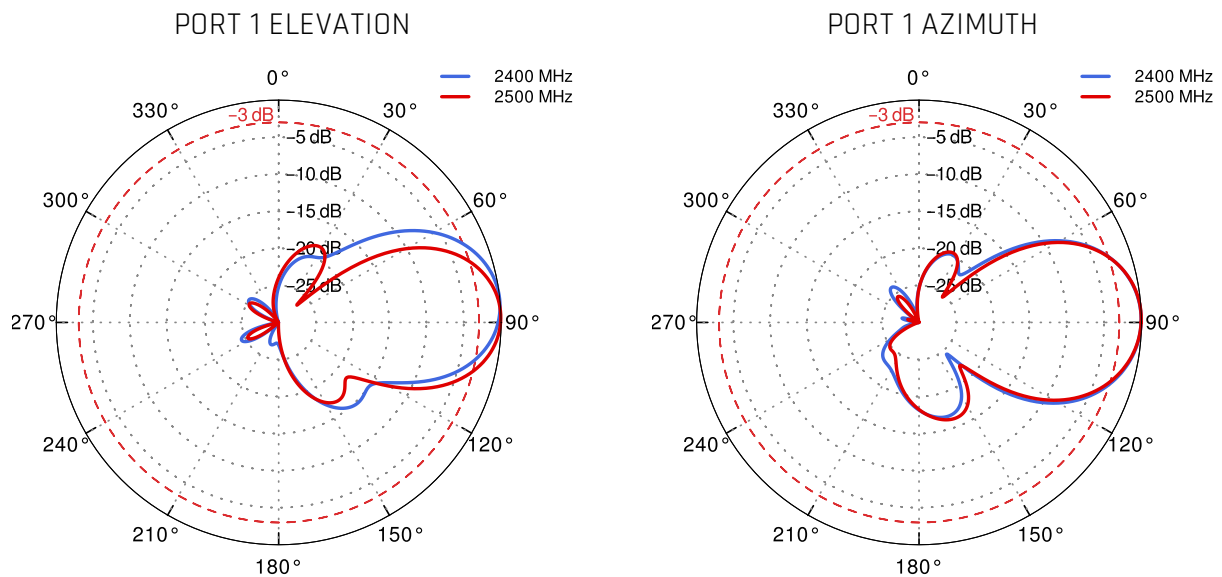 PORT 1 ELEVATION
2400 MHz
2500 MHz
0°
330°
30°
−3 dB
−5 dB
−10 dB
300°
60°
−15 dB
−20 dB
−25 dB
270°
90°
240°
120°
210°
150°
180°
PORT 1 AZIMUTH
2400 MHz
2500 MHz
0°
330°
30°
−3 dB
−5 dB
−10 dB
300°
60°
−15 dB
−20 dB
−25 dB
270°
90°
240°
120°
210°
150°
180°